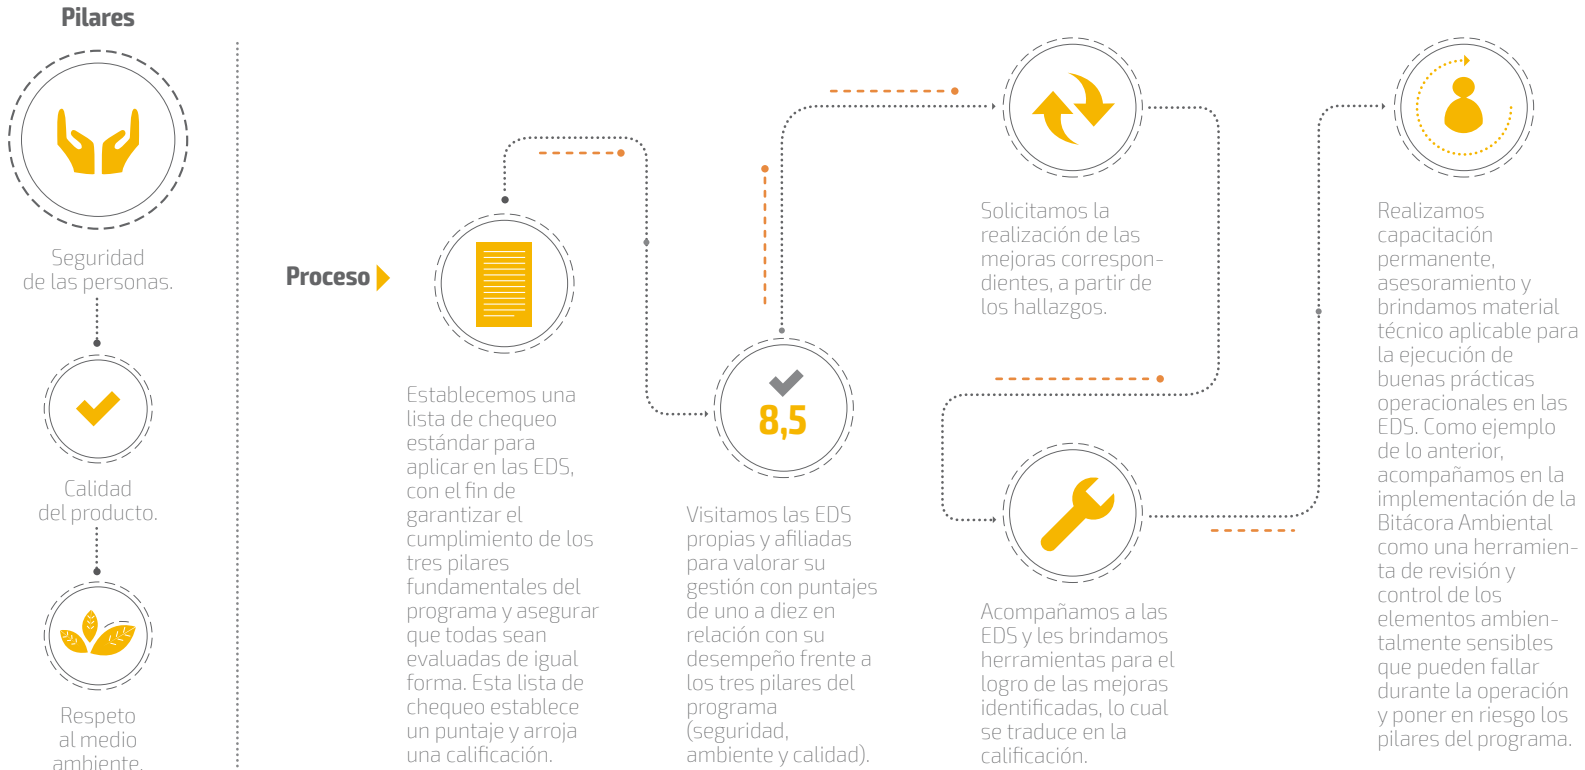 Pilares
Seguridad
de las personas.
Calidad
del producto.
Respeto
al medio
ambiente.
Proceso
Establecemos una
lista de chequeo
estándar para
aplicar en las EDS,
con el fin de
garantizar el
cumplimiento de los
tres pilares
fundamentales del
programa y asegurar
que todas sean
evaluadas de igual
forma. Esta lista de
chequeo establece
un puntaje y arroja
una calificación.
8,5
Visitamos las EDS
propias y afiliadas
para valorar su
gestión con puntajes
de uno a diez en
relación con su
desempeño frente a
los tres pilares del
programa
(seguridad,
ambiente y calidad).
Solicitamos la
realización de las
mejoras correspon-
dientes, a partir de
los hallazgos.
Acompañamos a las
EDS y les brindamos
herramientas para el
logro de las mejoras
identificadas, lo cual
se traduce en la
calificación.
Realizamos
capacitación
permanente,
asesoramiento y
brindamos material
técnico aplicable para
la ejecución de
buenas prácticas
operacionales en las
EDS. Como ejemplo
de lo anterior,
acompañamos en la
implementación de la
Bitácora Ambiental
como una herramien-
ta de revisión y
control de los
elementos ambien-
talmente sensibles
que pueden fallar
durante la operación
y poner en riesgo los
pilares del programa.